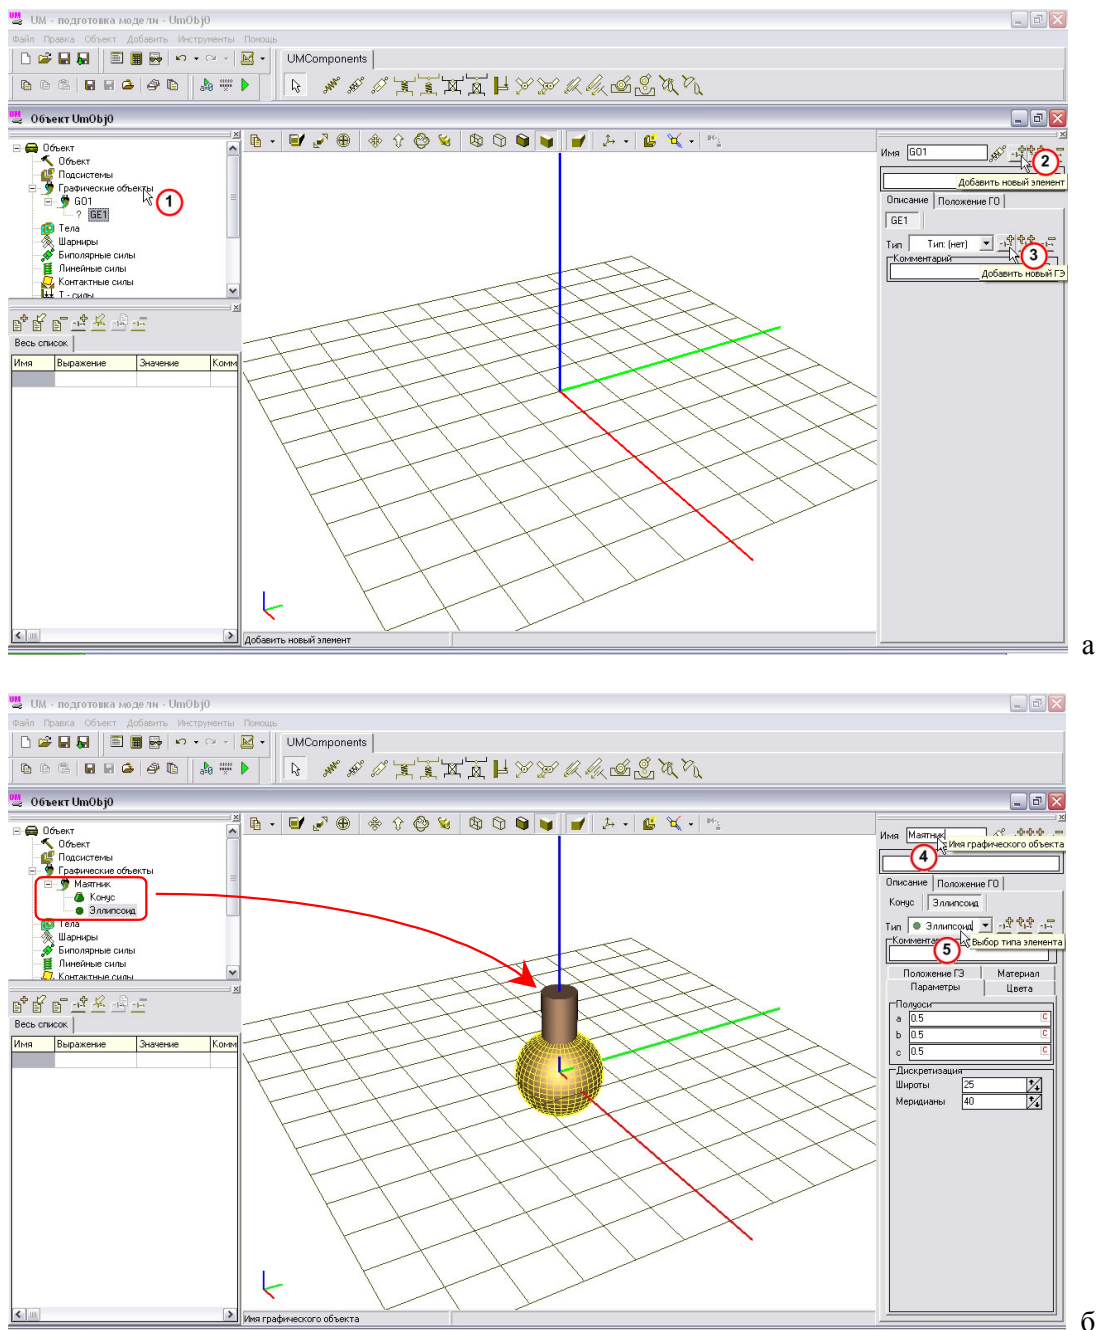 UM - подготовка модели - UmObj0
Файл Правка Объект Добавить Инструменты Помощь
UMComponents
Объект UmObj0
Объект
Объект
Подсистемы
Графические объекты
GO1
? GE1
Тела
Шарниры
Биполярные силы
Линейные силы
Контактные силы
Т - силы
1
Весь список
Имя Выражение Значение Комм
Имя GO1
2
Добавить новый элемент
Описание Положение ГО
GE1
Тип Тип: (нет)
3
Комментарий
Добавить новый ГЭ
Добавить новый элемент
а
UM - подготовка модели - UmObj0
Файл Правка Объект Добавить Инструменты Помощь
UMComponents
Объект UmObj0
Объект
Объект
Подсистемы
Графические объекты
Маятник
Конус
Эллипсоид
Тела
Шарниры
Биполярные силы
Линейные силы
Контактные силы
Весь список
Имя Выражение Значение Комм
Имя Маятник
Имя графического объекта
4
Описание Положение ГО
Конус Эллипсоид
Тип Эллипсоид
5
Выбор типа элемента
Положение ГЭ Материал
Параметры Цвета
Полуоси
a 0.5 C
b 0.5 C
c 0.5 C
Дискретизация
Широты 25
Меридианы 40
Имя графического объекта
б